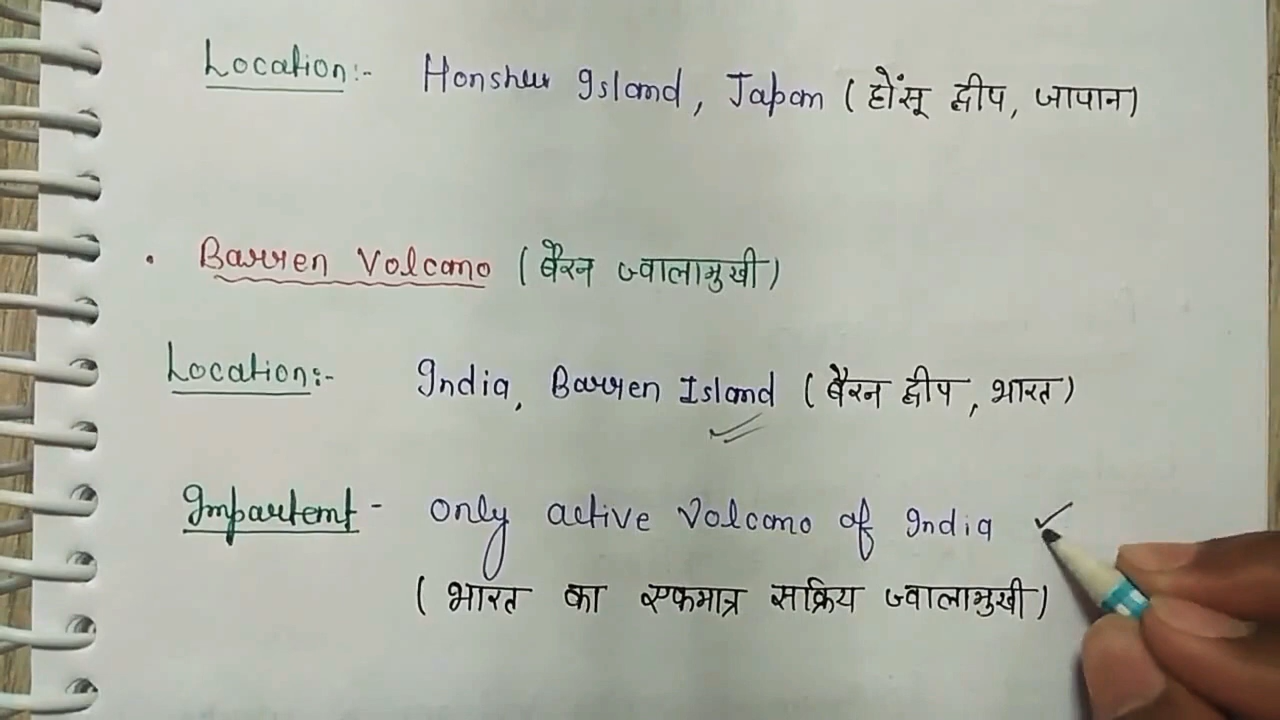 Location:- Honshu Island, Japan (होंसू द्वीप, जापान)
. Barren Volcano (बैरन ज्वालामुखी)
Location:- India, Barren Island (बैरन द्वीप, भारत)
Impartent - only active Volcano of India
(भारत का एकमात्र सक्रिय ज्वालामुखी)